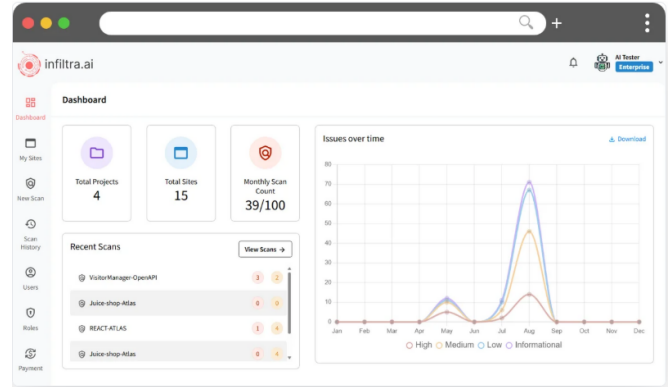 infiltra.ai
AI Tester
Enterprise
Dashboard
My Sites
New Scan
Scan
History
Users
Roles
Payment
Dashboard
Total Projects
4
Total Sites
15
Monthly Scan
Count
39/100
Recent Scans
View Scans →
VisitorManager-OpenAPI 3 2
Juice-shop-Atlas 0 0
REACT-ATLAS 1 4
Juice-shop-Atlas 0 4
Issues over time
Download
80
70
60
50
40
30
20
10
0
Jan Feb Mar Apr May Jun Jul Aug Sep Oct Nov Dec
High Medium Low Informational